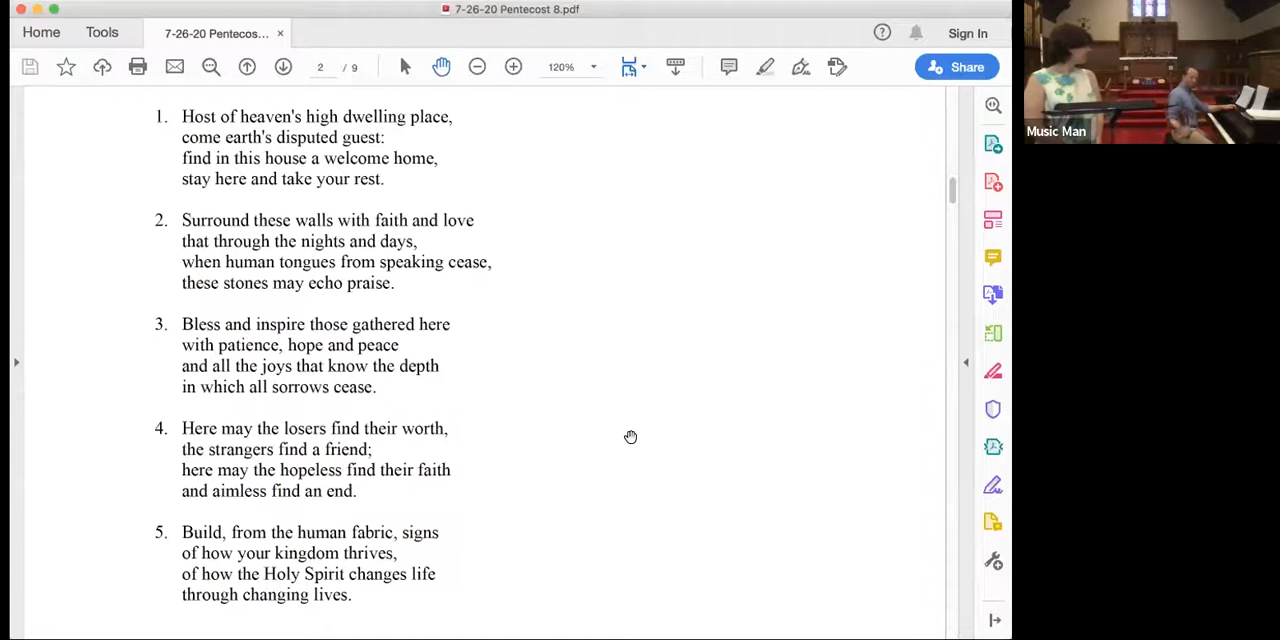 7-26-20 Pentecost 8.pdf
Home
Tools
7-26-20 Pentecos... ×
Sign In
2 / 9
120%
Share
1. Host of heaven's high dwelling place,
come earth's disputed guest:
find in this house a welcome home,
stay here and take your rest.
2. Surround these walls with faith and love
that through the nights and days,
when human tongues from speaking cease,
these stones may echo praise.
3. Bless and inspire those gathered here
with patience, hope and peace
and all the joys that know the depth
in which all sorrows cease.
4. Here may the losers find their worth,
the strangers find a friend;
here may the hopeless find their faith
and aimless find an end.
5. Build, from the human fabric, signs
of how your kingdom thrives,
of how the Holy Spirit changes life
through changing lives.
Music Man